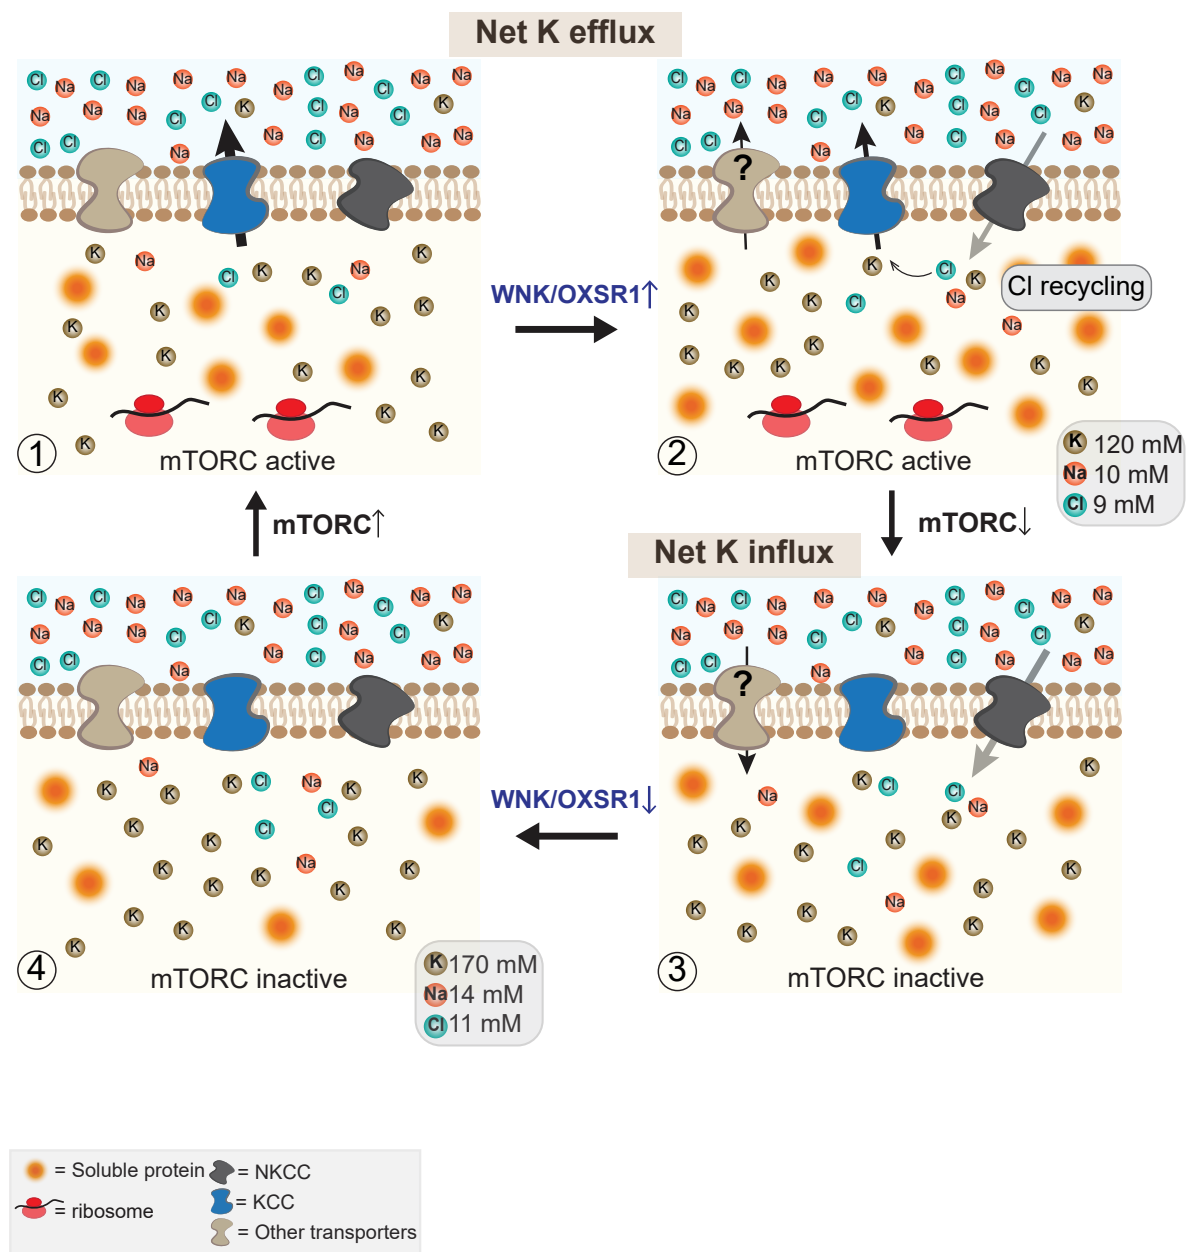 Net K efflux
WNK/OXSR1↑
?
Cl recycling
1
mTORC active
2
mTORC active
K 120 mM
Na 10 mM
Cl 9 mM
mTORC↑
mTORC↓
Net K influx
?
WNK/OXSR1↓
4
mTORC inactive
3
mTORC inactive
K 170 mM
Na 14 mM
Cl 11 mM
= Soluble protein
= NKCC
= ribosome
= KCC
= Other transporters